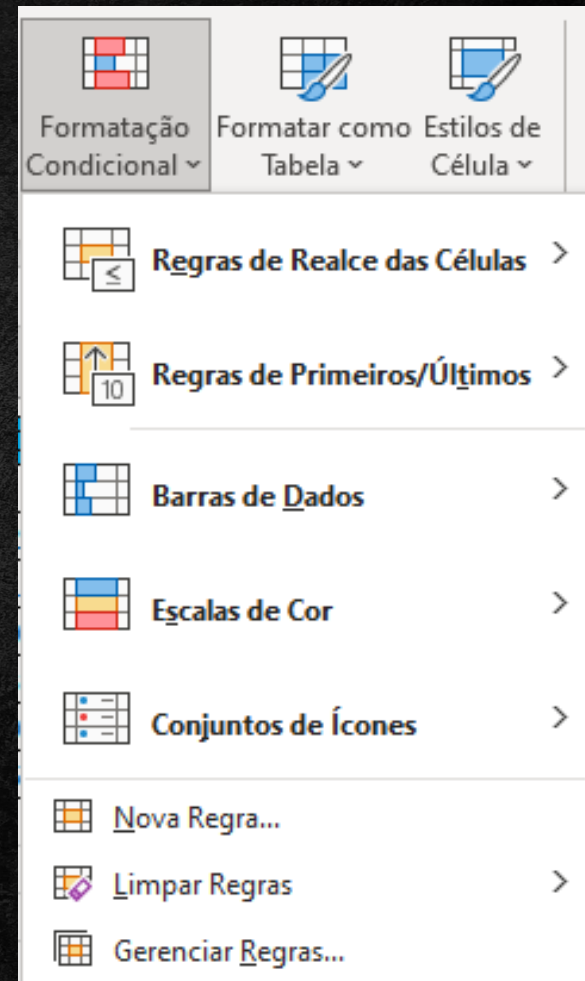 Formatação Condicional
Formatar como Tabela
Estilos de Célula
≤
Regras de Realce das Células
10
Regras de Primeiros/Últimos
Barras de Dados
Escalas de Cor
Conjuntos de Ícones
Nova Regra...
Limpar Regras
Gerenciar Regras...